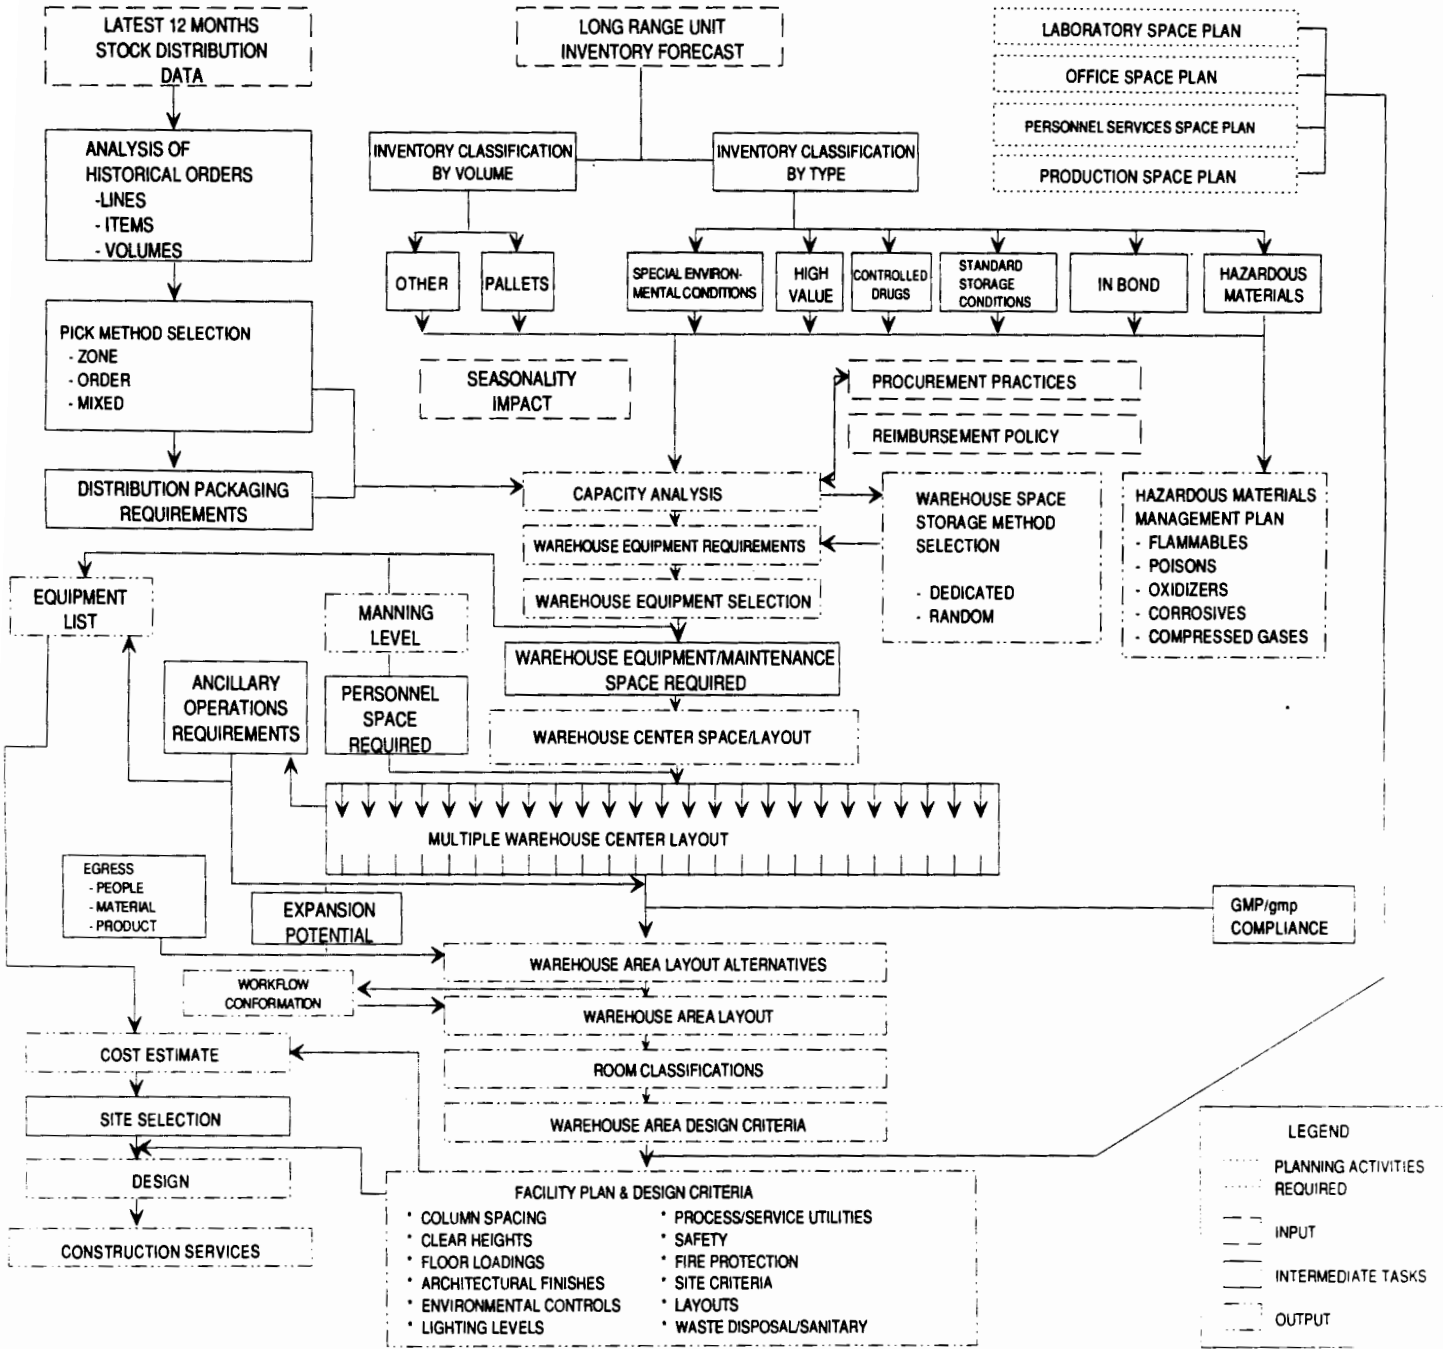 LATEST 12 MONTHS
STOCK DISTRIBUTION
DATA
LONG RANGE UNIT
INVENTORY FORECAST
LABORATORY SPACE PLAN
OFFICE SPACE PLAN
PERSONNEL SERVICES SPACE PLAN
PRODUCTION SPACE PLAN
ANALYSIS OF
HISTORICAL ORDERS
-LINES
- ITEMS
- VOLUMES
INVENTORY CLASSIFICATION
BY VOLUME
INVENTORY CLASSIFICATION
BY TYPE
OTHER
PALLETS
SPECIAL ENVIRON-
MENTAL CONDITIONS
HIGH
VALUE
CONTROLLED
DRUGS
STANDARD
STORAGE
CONDITIONS
IN BOND
HAZARDOUS
MATERIALS
PICK METHOD SELECTION
- ZONE
- ORDER
- MIXED
SEASONALITY
IMPACT
PROCUREMENT PRACTICES
REIMBURSEMENT POLICY
DISTRIBUTION PACKAGING
REQUIREMENTS
CAPACITY ANALYSIS
WAREHOUSE EQUIPMENT REQUIREMENTS
WAREHOUSE EQUIPMENT SELECTION
WAREHOUSE SPACE
STORAGE METHOD
SELECTION
- DEDICATED
- RANDOM
HAZARDOUS MATERIALS
MANAGEMENT PLAN
- FLAMMABLES
- POISONS
- OXIDIZERS
- CORROSIVES
- COMPRESSED GASES
EQUIPMENT
LIST
MANNING
LEVEL
WAREHOUSE EQUIPMENT/MAINTENANCE
SPACE REQUIRED
ANCILLARY
OPERATIONS
REQUIREMENTS
PERSONNEL
SPACE
REQUIRED
WAREHOUSE CENTER SPACE/LAYOUT
MULTIPLE WAREHOUSE CENTER LAYOUT
EGRESS
- PEOPLE
- MATERIAL
- PRODUCT
EXPANSION
POTENTIAL
GMP/gmp
COMPLIANCE
WAREHOUSE AREA LAYOUT ALTERNATIVES
WORKFLOW
CONFORMATION
WAREHOUSE AREA LAYOUT
COST ESTIMATE
ROOM CLASSIFICATIONS
SITE SELECTION
WAREHOUSE AREA DESIGN CRITERIA
DESIGN
CONSTRUCTION SERVICES
FACILITY PLAN & DESIGN CRITERIA
* COLUMN SPACING
* CLEAR HEIGHTS
* FLOOR LOADINGS
* ARCHITECTURAL FINISHES
* ENVIRONMENTAL CONTROLS
* LIGHTING LEVELS
* PROCESS/SERVICE UTILITIES
* SAFETY
* FIRE PROTECTION
* SITE CRITERIA
* LAYOUTS
* WASTE DISPOSAL/SANITARY
LEGEND
PLANNING ACTIVITIES
REQUIRED
INPUT
INTERMEDIATE TASKS
OUTPUT